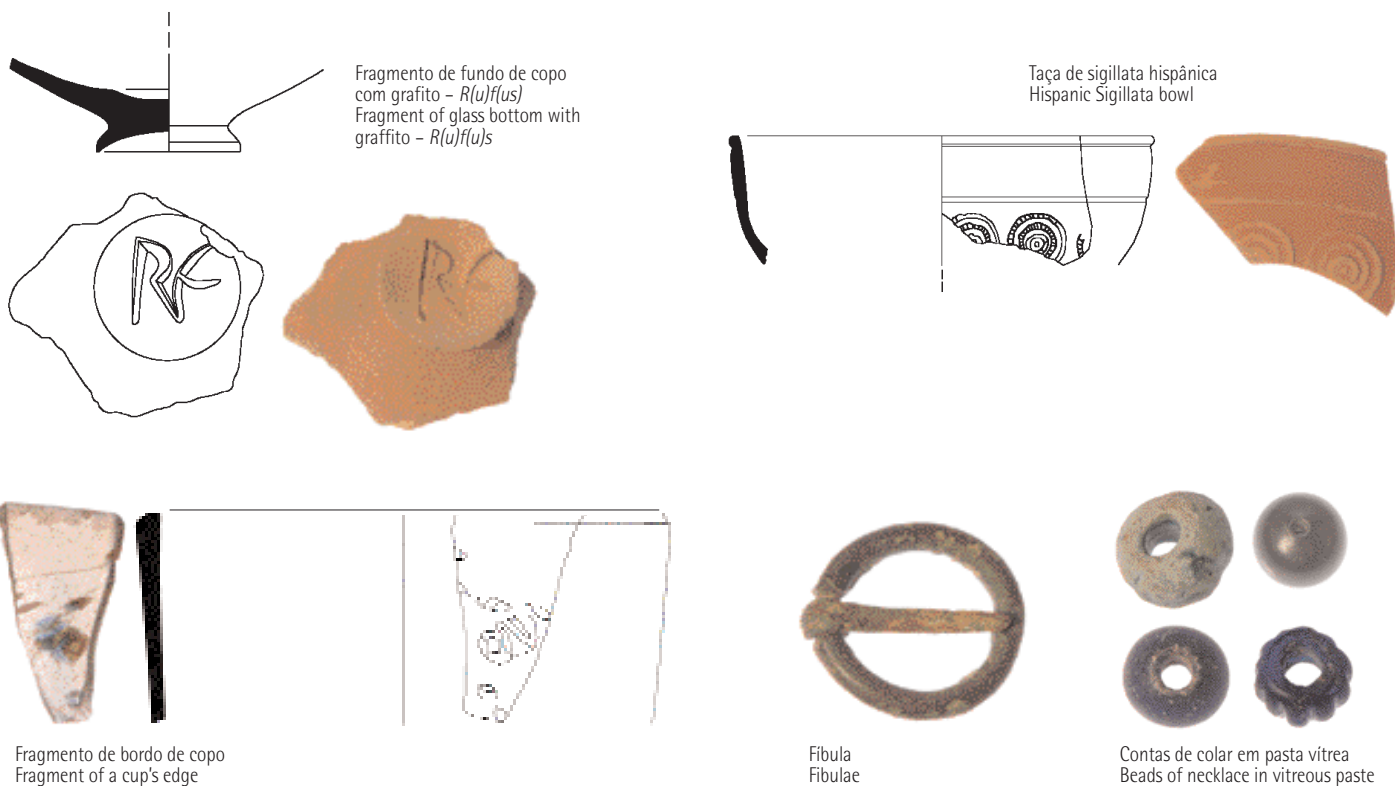 Fragmento de fundo de copo
com grafito – R(u)f(us)
Fragment of glass bottom with
graffito – R(u)f(u)s
Taça de sigillata hispânica
Hispanic Sigillata bowl
Fragmento de bordo de copo
Fragment of a cup's edge
Fíbula
Fibulae
Contas de colar em pasta vítrea
Beads of necklace in vitreous paste